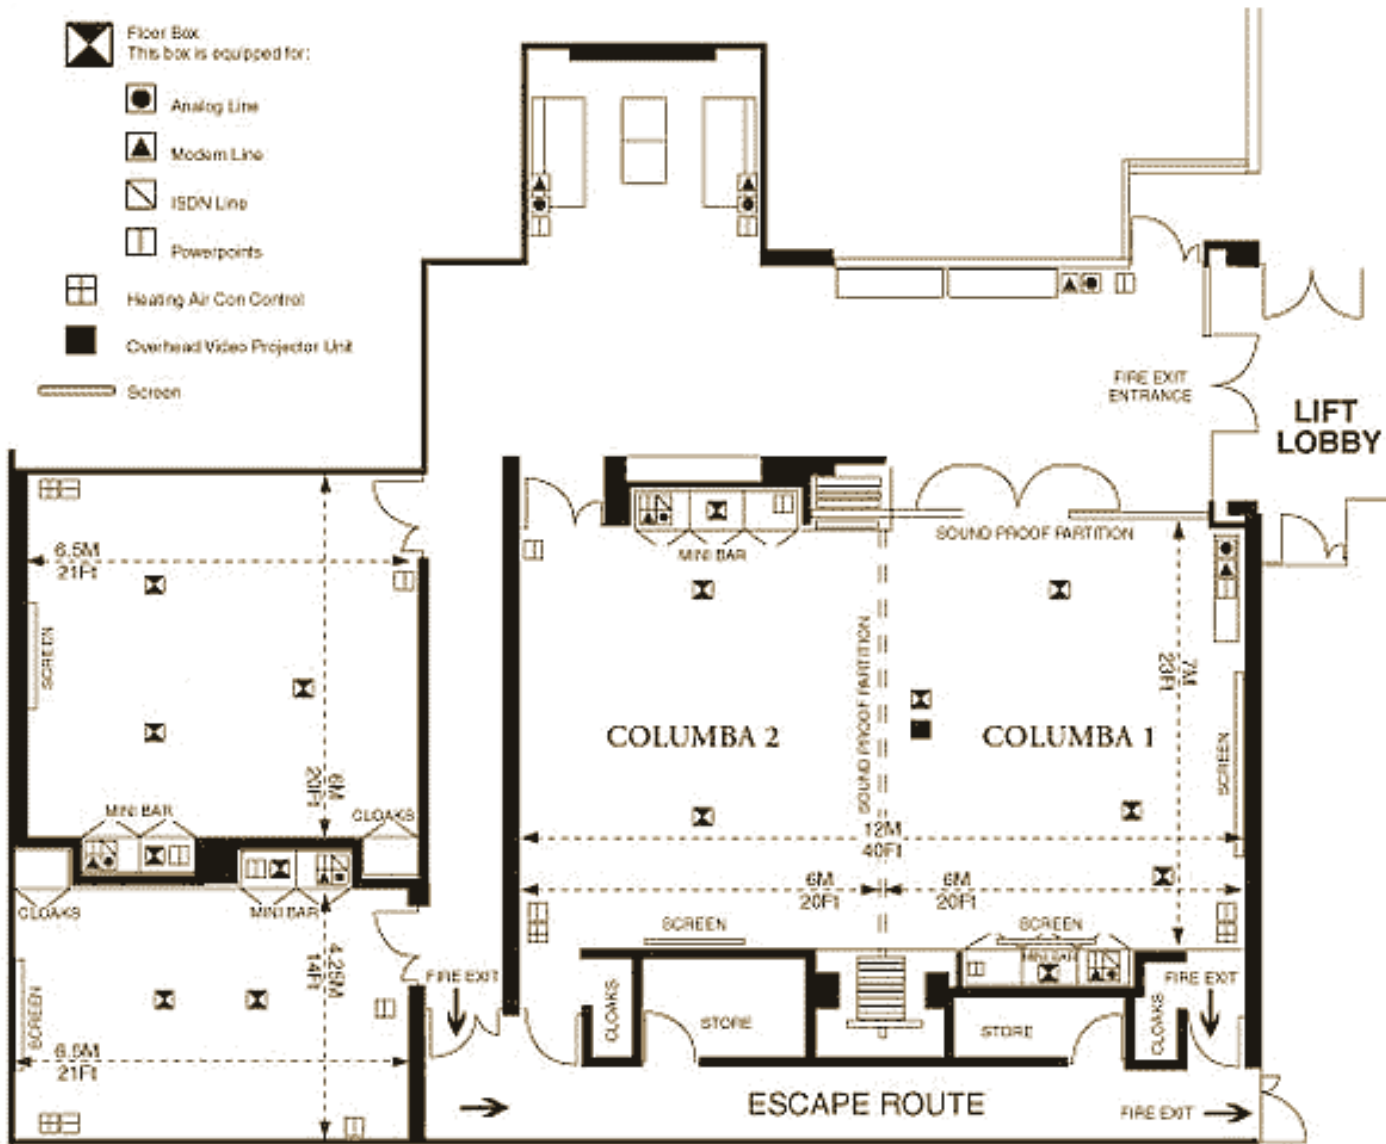 Floor Box
This box is equipped for:
Analog Line
Modem Line
ISDN Line
Powerpoints
Heating Air Con Control
Overhead Video Projector Unit
Screen
FIRE EXIT
ENTRANCE
LIFT
LOBBY
6.5M
21Ft
SCREEN
6M
20Ft
MINI BAR
CLOAKS
MINI BAR
SOUND PROOF PARTITION
SOUND PROOF PARTITION
7M
23Ft
COLUMBA 2
COLUMBA 1
SCREEN
12M
40Ft
6M
20Ft
6M
20Ft
CLOAKS
MINI BAR
4.25M
14Ft
SCREEN
6.5M
21Ft
FIRE EXIT
SCREEN
SCREEN
MINI BAR
CLOAKS
STORE
STORE
CLOAKS
FIRE EXIT
ESCAPE ROUTE
FIRE EXIT